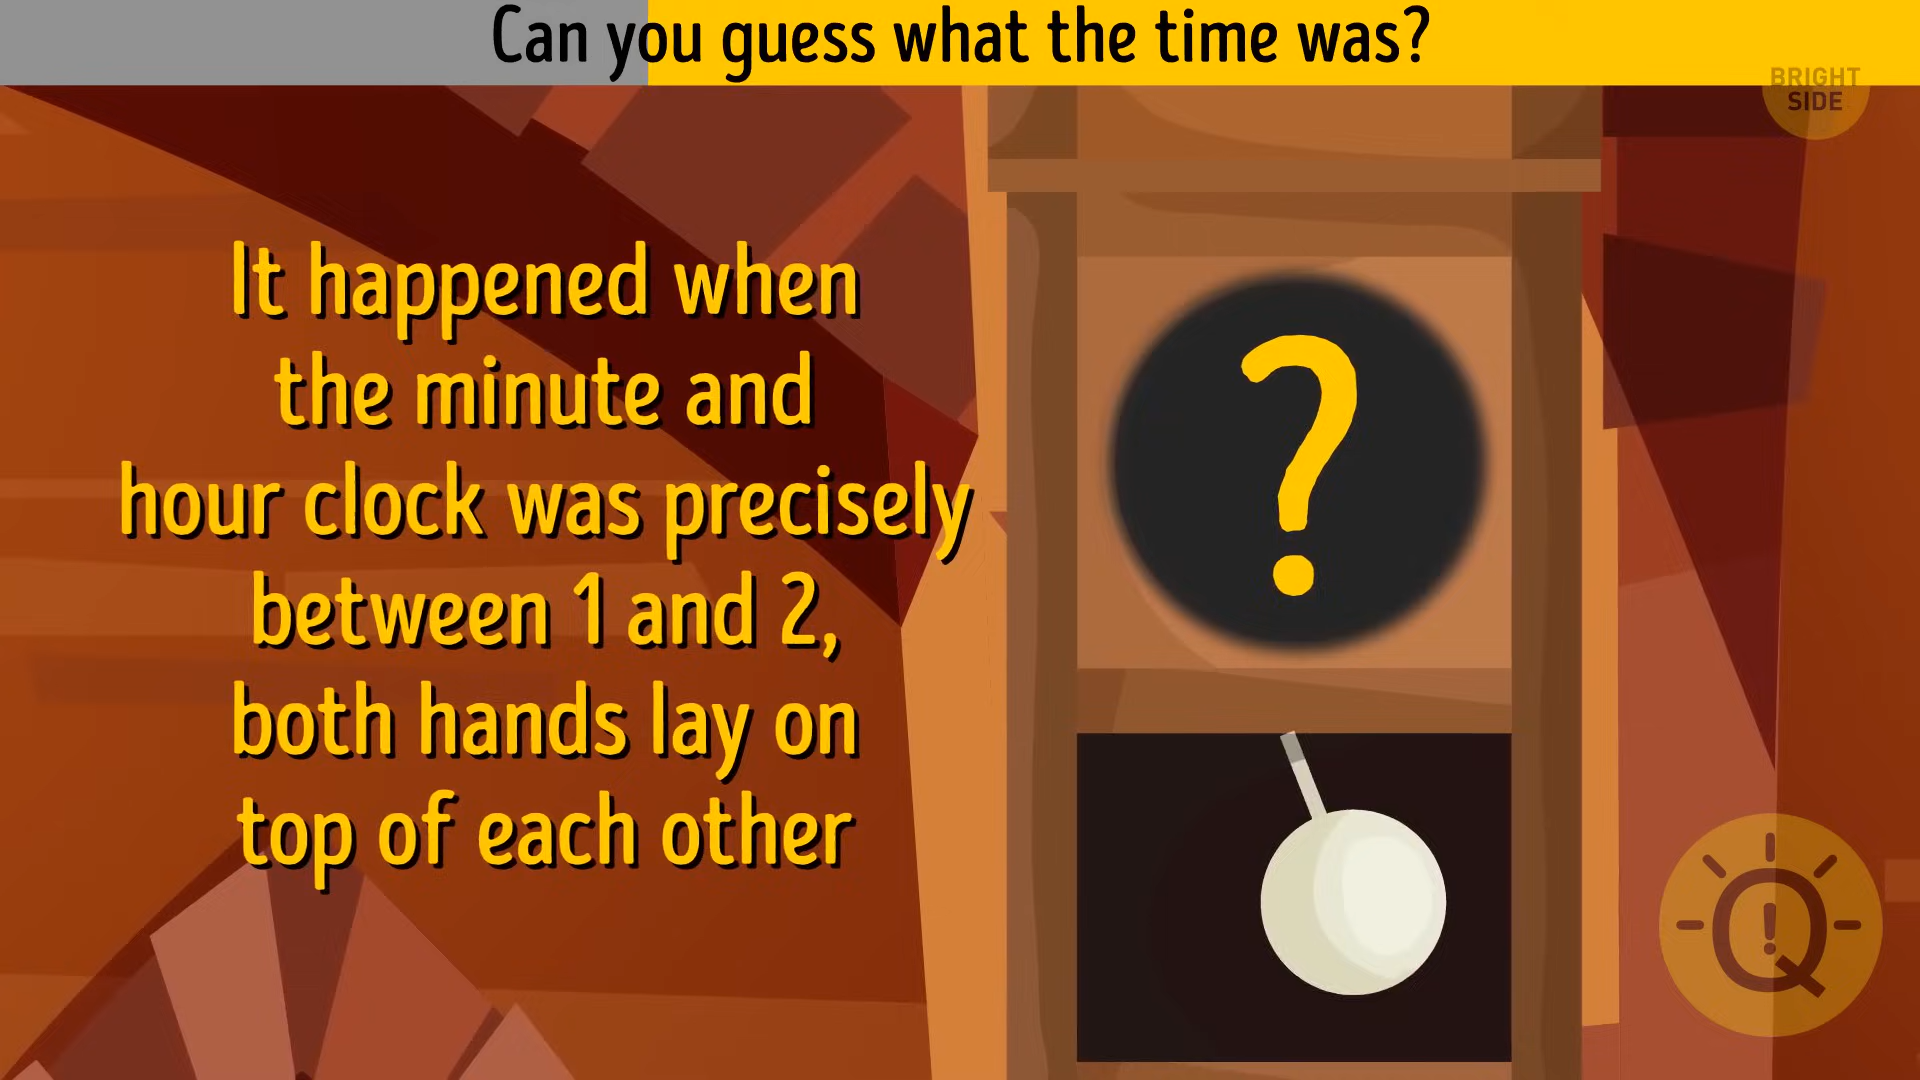 Can you guess what the time was?
BRIGHT
SIDE
It happened when
the minute and
hour clock was precisely
between 1 and 2,
both hands lay on
top of each other
?
Q!